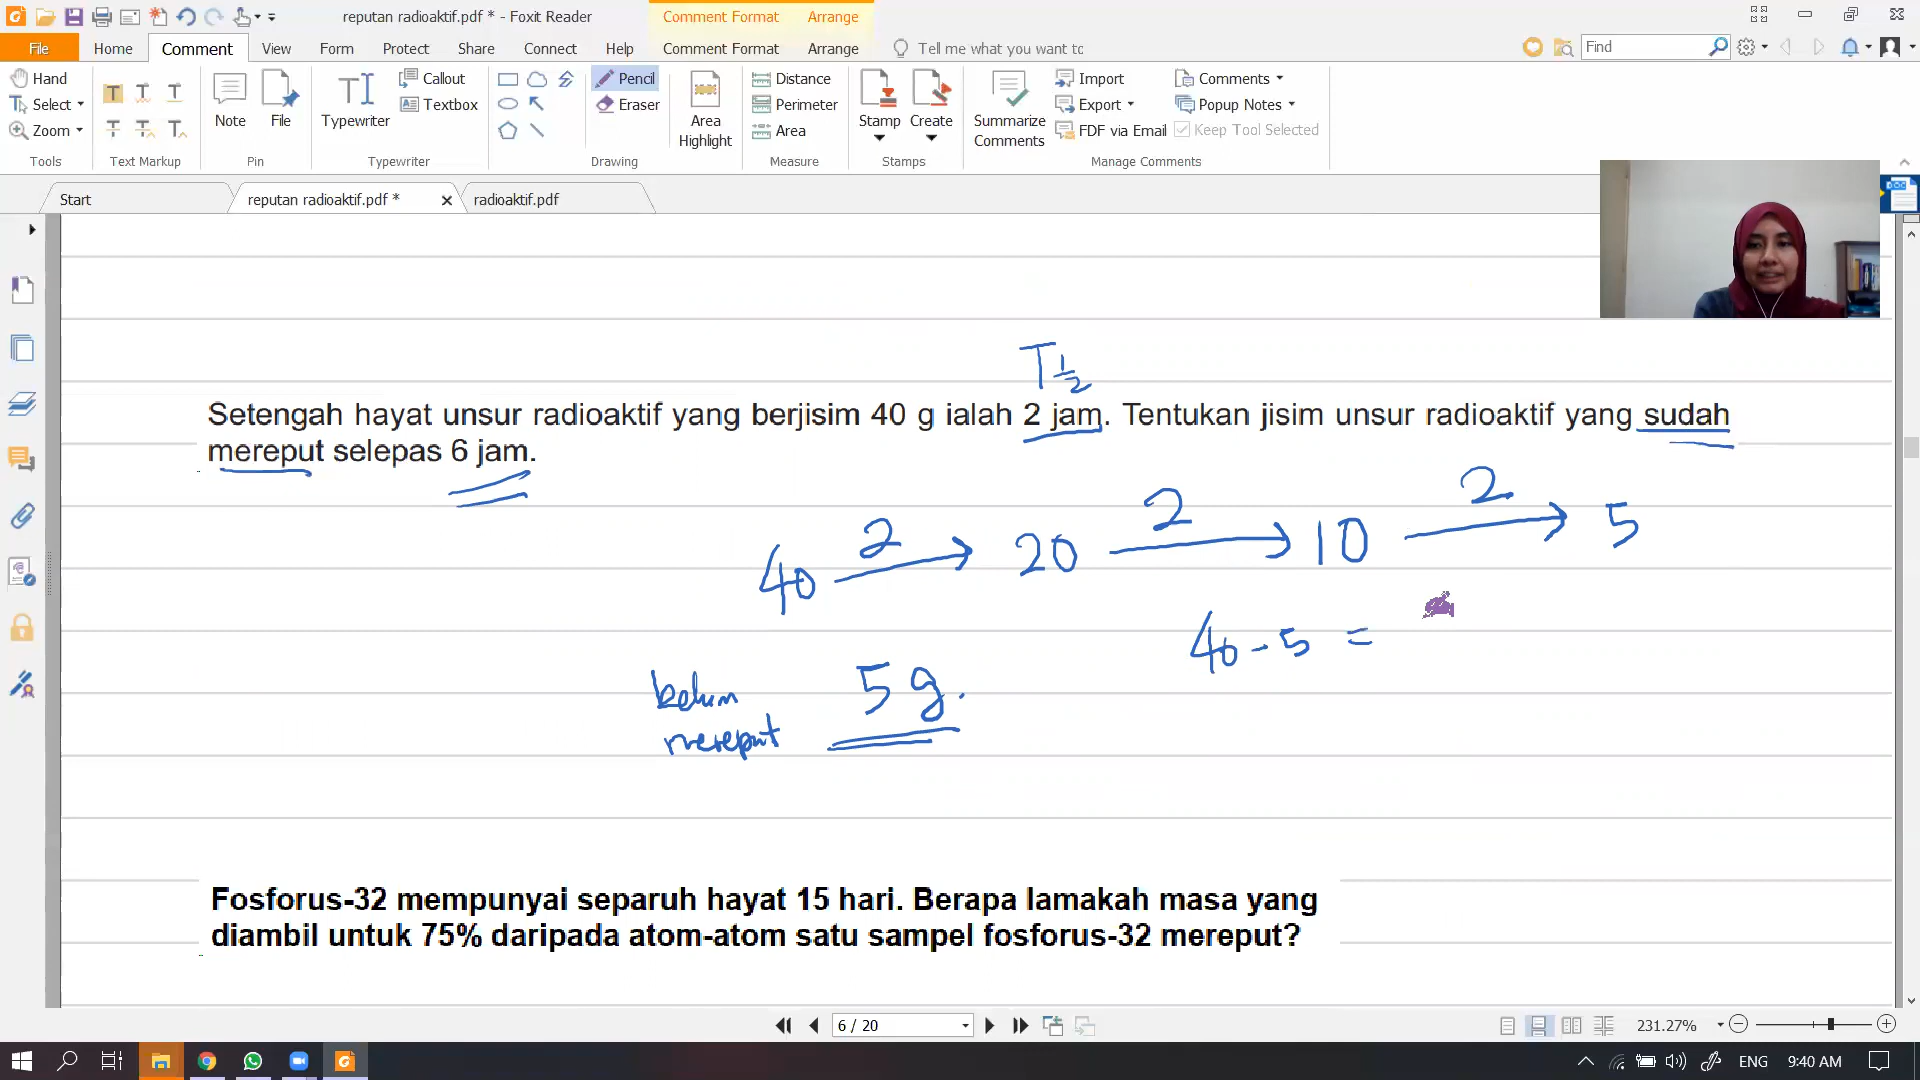 reputan radioaktif.pdf * - Foxit Reader
Comment Format
Arrange
File
Home
Comment
View
Form
Protect
Share
Connect
Help
Comment Format
Arrange
Tell me what you want to
Find
Hand
Select
Zoom
Tools
Text Markup
Note
File
Pin
Typewriter
Callout
Textbox
Typewriter
Pencil
Eraser
Drawing
Area
Highlight
Distance
Perimeter
Area
Measure
Stamp
Create
Stamps
Summarize
Comments
Import
Export
FDF via Email
Comments
Popup Notes
Keep Tool Selected
Manage Comments
Start
reputan radioaktif.pdf *
radioaktif.pdf
T 1/2
Setengah hayat unsur radioaktif yang berjisim 40 g ialah 2 jam. Tentukan jisim unsur radioaktif yang sudah
mereput selepas 6 jam.
2 2 2
40 → 20 → 10 → 5
40 - 5 =
belum
mereput
5 g.
Fosforus-32 mempunyai separuh hayat 15 hari. Berapa lamakah masa yang
diambil untuk 75% daripada atom-atom satu sampel fosforus-32 mereput?
6 / 20
231.27%
ENG
9:40 AM